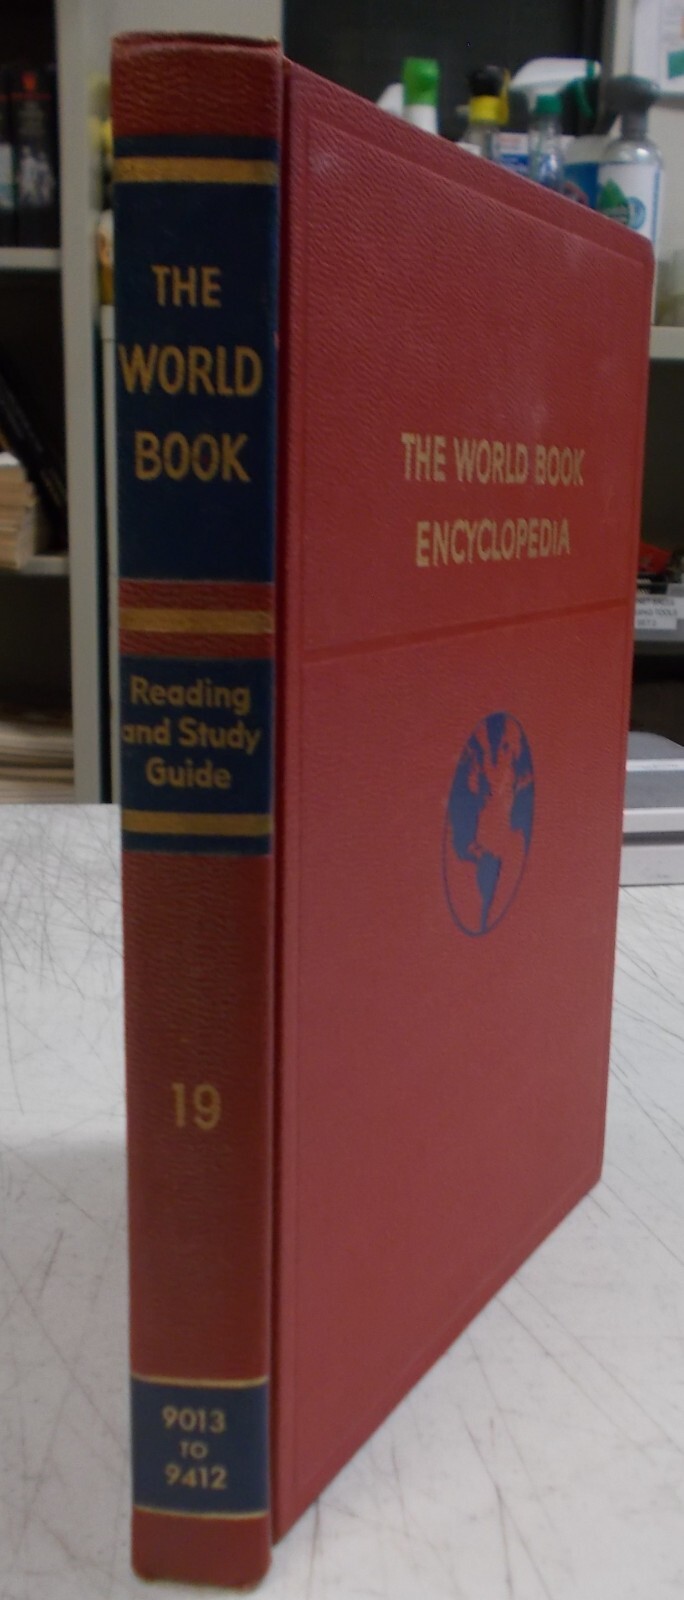 THE
WORLD
BOOK
Reading
and Study
Guide
19
9013
TO
9412
THE WORLD BOOK
ENCYCLOPEDIA